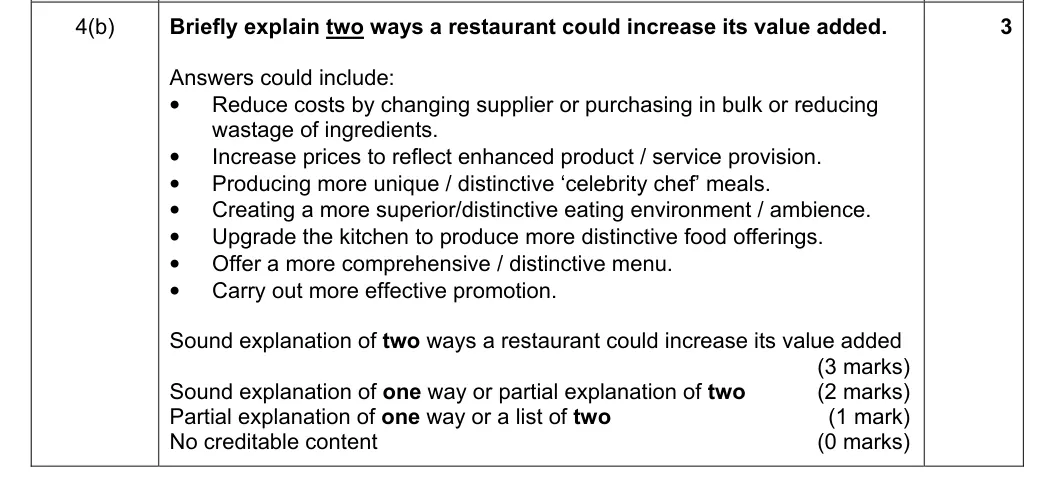 4(b) Briefly explain two ways a restaurant could increase its value added. 3
Answers could include:
• Reduce costs by changing supplier or purchasing in bulk or reducing
wastage of ingredients.
• Increase prices to reflect enhanced product / service provision.
• Producing more unique / distinctive ‘celebrity chef’ meals.
• Creating a more superior/distinctive eating environment / ambience.
• Upgrade the kitchen to produce more distinctive food offerings.
• Offer a more comprehensive / distinctive menu.
• Carry out more effective promotion.
Sound explanation of two ways a restaurant could increase its value added
(3 marks)
Sound explanation of one way or partial explanation of two (2 marks)
Partial explanation of one way or a list of two (1 mark)
No creditable content (0 marks)